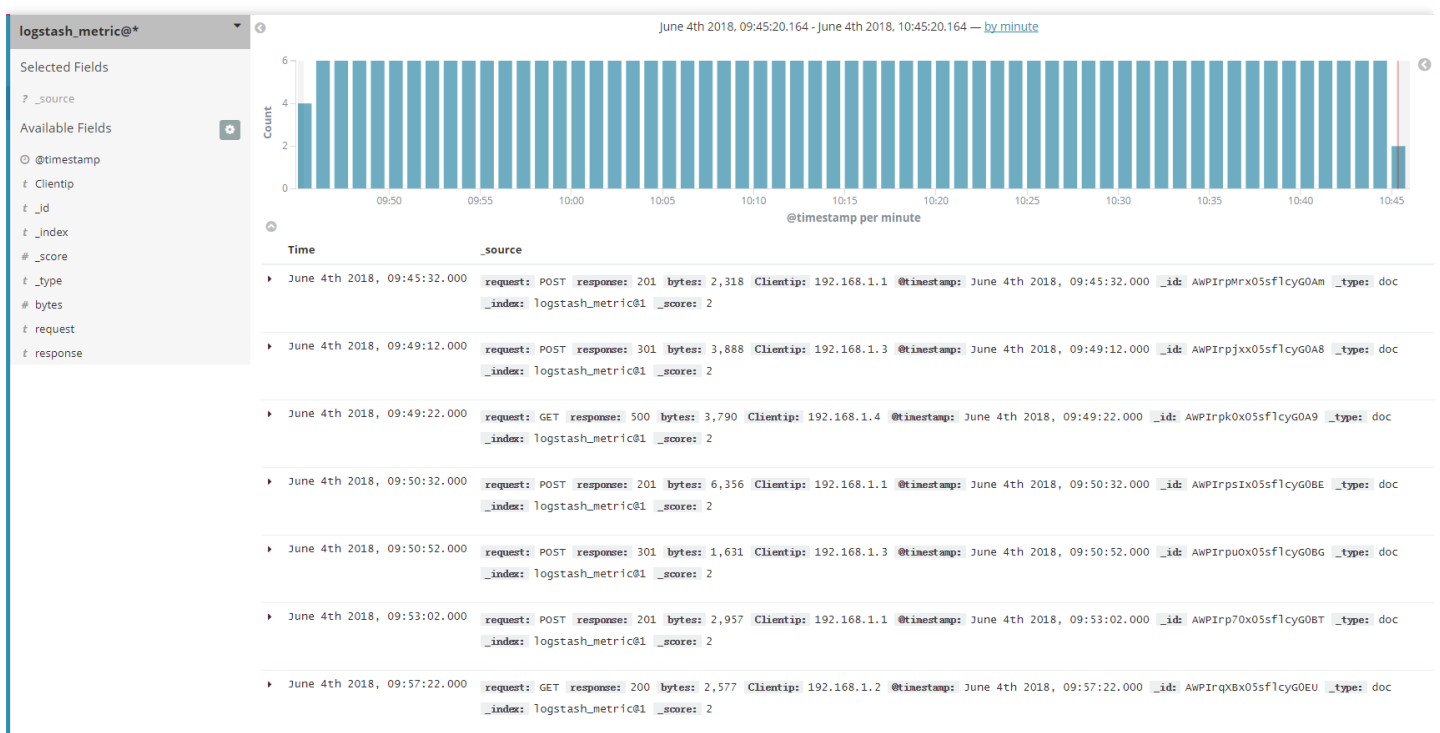 logstash_metric@*
Selected Fields
? _source
Available Fields
@timestamp
t Clientip
t _id
t _index
# _score
t _type
# bytes
t request
t response
June 4th 2018, 09:45:20.164 - June 4th 2018, 10:45:20.164 — by minute
Count
6
4
2
0
09:50 09:55 10:00 10:05 10:10 10:15 10:20 10:25 10:30 10:35 10:40 10:45
@timestamp per minute
Time _source
June 4th 2018, 09:45:32.000 request: POST response: 201 bytes: 2,318 Clientip: 192.168.1.1 @timestamp: June 4th 2018, 09:45:32.000 _id: AWPIrpMrxO5sflcyG0Am _type: doc
_index: logstash_metric@1 _score: 2
June 4th 2018, 09:49:12.000 request: POST response: 301 bytes: 3,888 Clientip: 192.168.1.3 @timestamp: June 4th 2018, 09:49:12.000 _id: AWPIrpjxxO5sflcyG0A8 _type: doc
_index: logstash_metric@1 _score: 2
June 4th 2018, 09:49:22.000 request: GET response: 500 bytes: 3,790 Clientip: 192.168.1.4 @timestamp: June 4th 2018, 09:49:22.000 _id: AWPIrpk0xO5sflcyG0A9 _type: doc
_index: logstash_metric@1 _score: 2
June 4th 2018, 09:50:32.000 request: POST response: 201 bytes: 6,356 Clientip: 192.168.1.1 @timestamp: June 4th 2018, 09:50:32.000 _id: AWPIrpsIxO5sflcyG0BE _type: doc
_index: logstash_metric@1 _score: 2
June 4th 2018, 09:50:52.000 request: POST response: 301 bytes: 1,631 Clientip: 192.168.1.3 @timestamp: June 4th 2018, 09:50:52.000 _id: AWPIrpuOxO5sflcyG0BG _type: doc
_index: logstash_metric@1 _score: 2
June 4th 2018, 09:53:02.000 request: POST response: 201 bytes: 2,957 Clientip: 192.168.1.1 @timestamp: June 4th 2018, 09:53:02.000 _id: AWPIrp7OxO5sflcyG0BT _type: doc
_index: logstash_metric@1 _score: 2
June 4th 2018, 09:57:22.000 request: GET response: 200 bytes: 2,577 Clientip: 192.168.1.2 @timestamp: June 4th 2018, 09:57:22.000 _id: AWPIrqXBxO5sflcyG0EU _type: doc
_index: logstash_metric@1 _score: 2